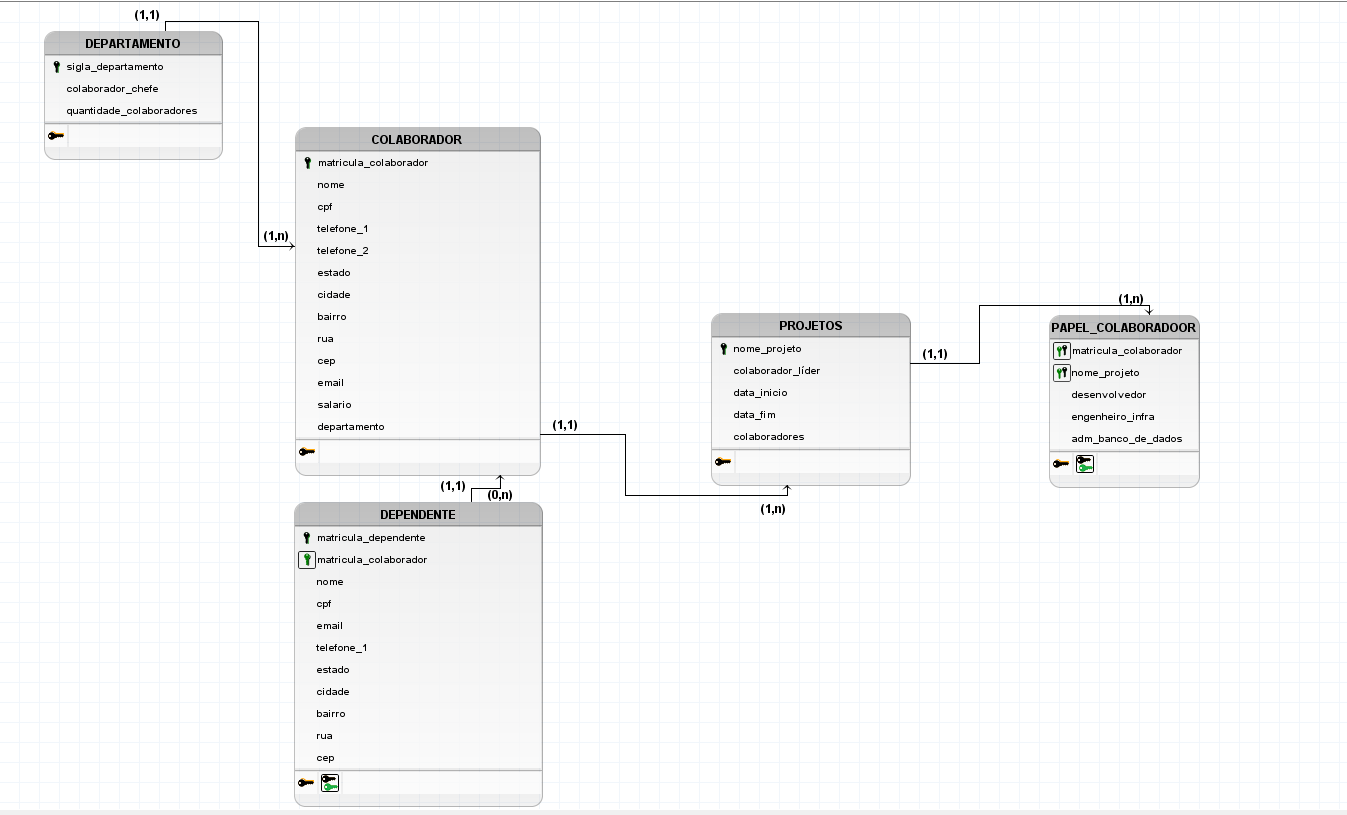 (1,1)
DEPARTAMENTO
sigla_departamento
colaborador_chefe
quantidade_colaboradores
(1,n)
COLABORADOR
matricula_colaborador
nome
cpf
telefone_1
telefone_2
estado
cidade
bairro
rua
cep
email
salario
departamento
(1,1)
(1,n)
PROJETOS
nome_projeto
colaborador_líder
data_inicio
data_fim
colaboradores
(1,1)
(1,n)
PAPEL_COLABORADOOR
matricula_colaborador
nome_projeto
desenvolvedor
engenheiro_infra
adm_banco_de_dados
(1,1)
(0,n)
DEPENDENTE
matricula_dependente
matricula_colaborador
nome
cpf
email
telefone_1
estado
cidade
bairro
rua
cep